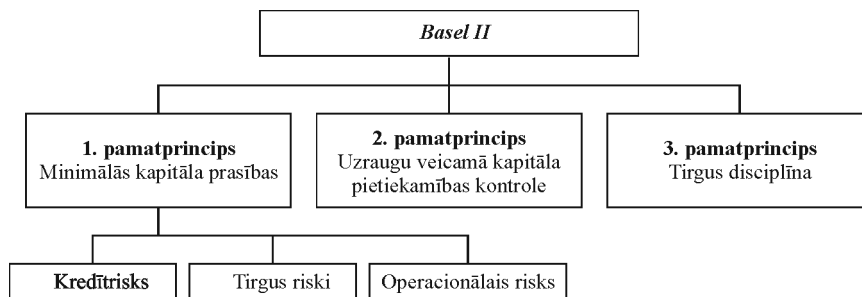 Basel II
1. pamatprincips
Minimālās kapitāla prasības
2. pamatprincips
Uzraugu veicamā kapitāla
pietiekamības kontrole
3. pamatprincips
Tirgus disciplīna
Kredītrisks
Tirgus riski
Operacionālais risks